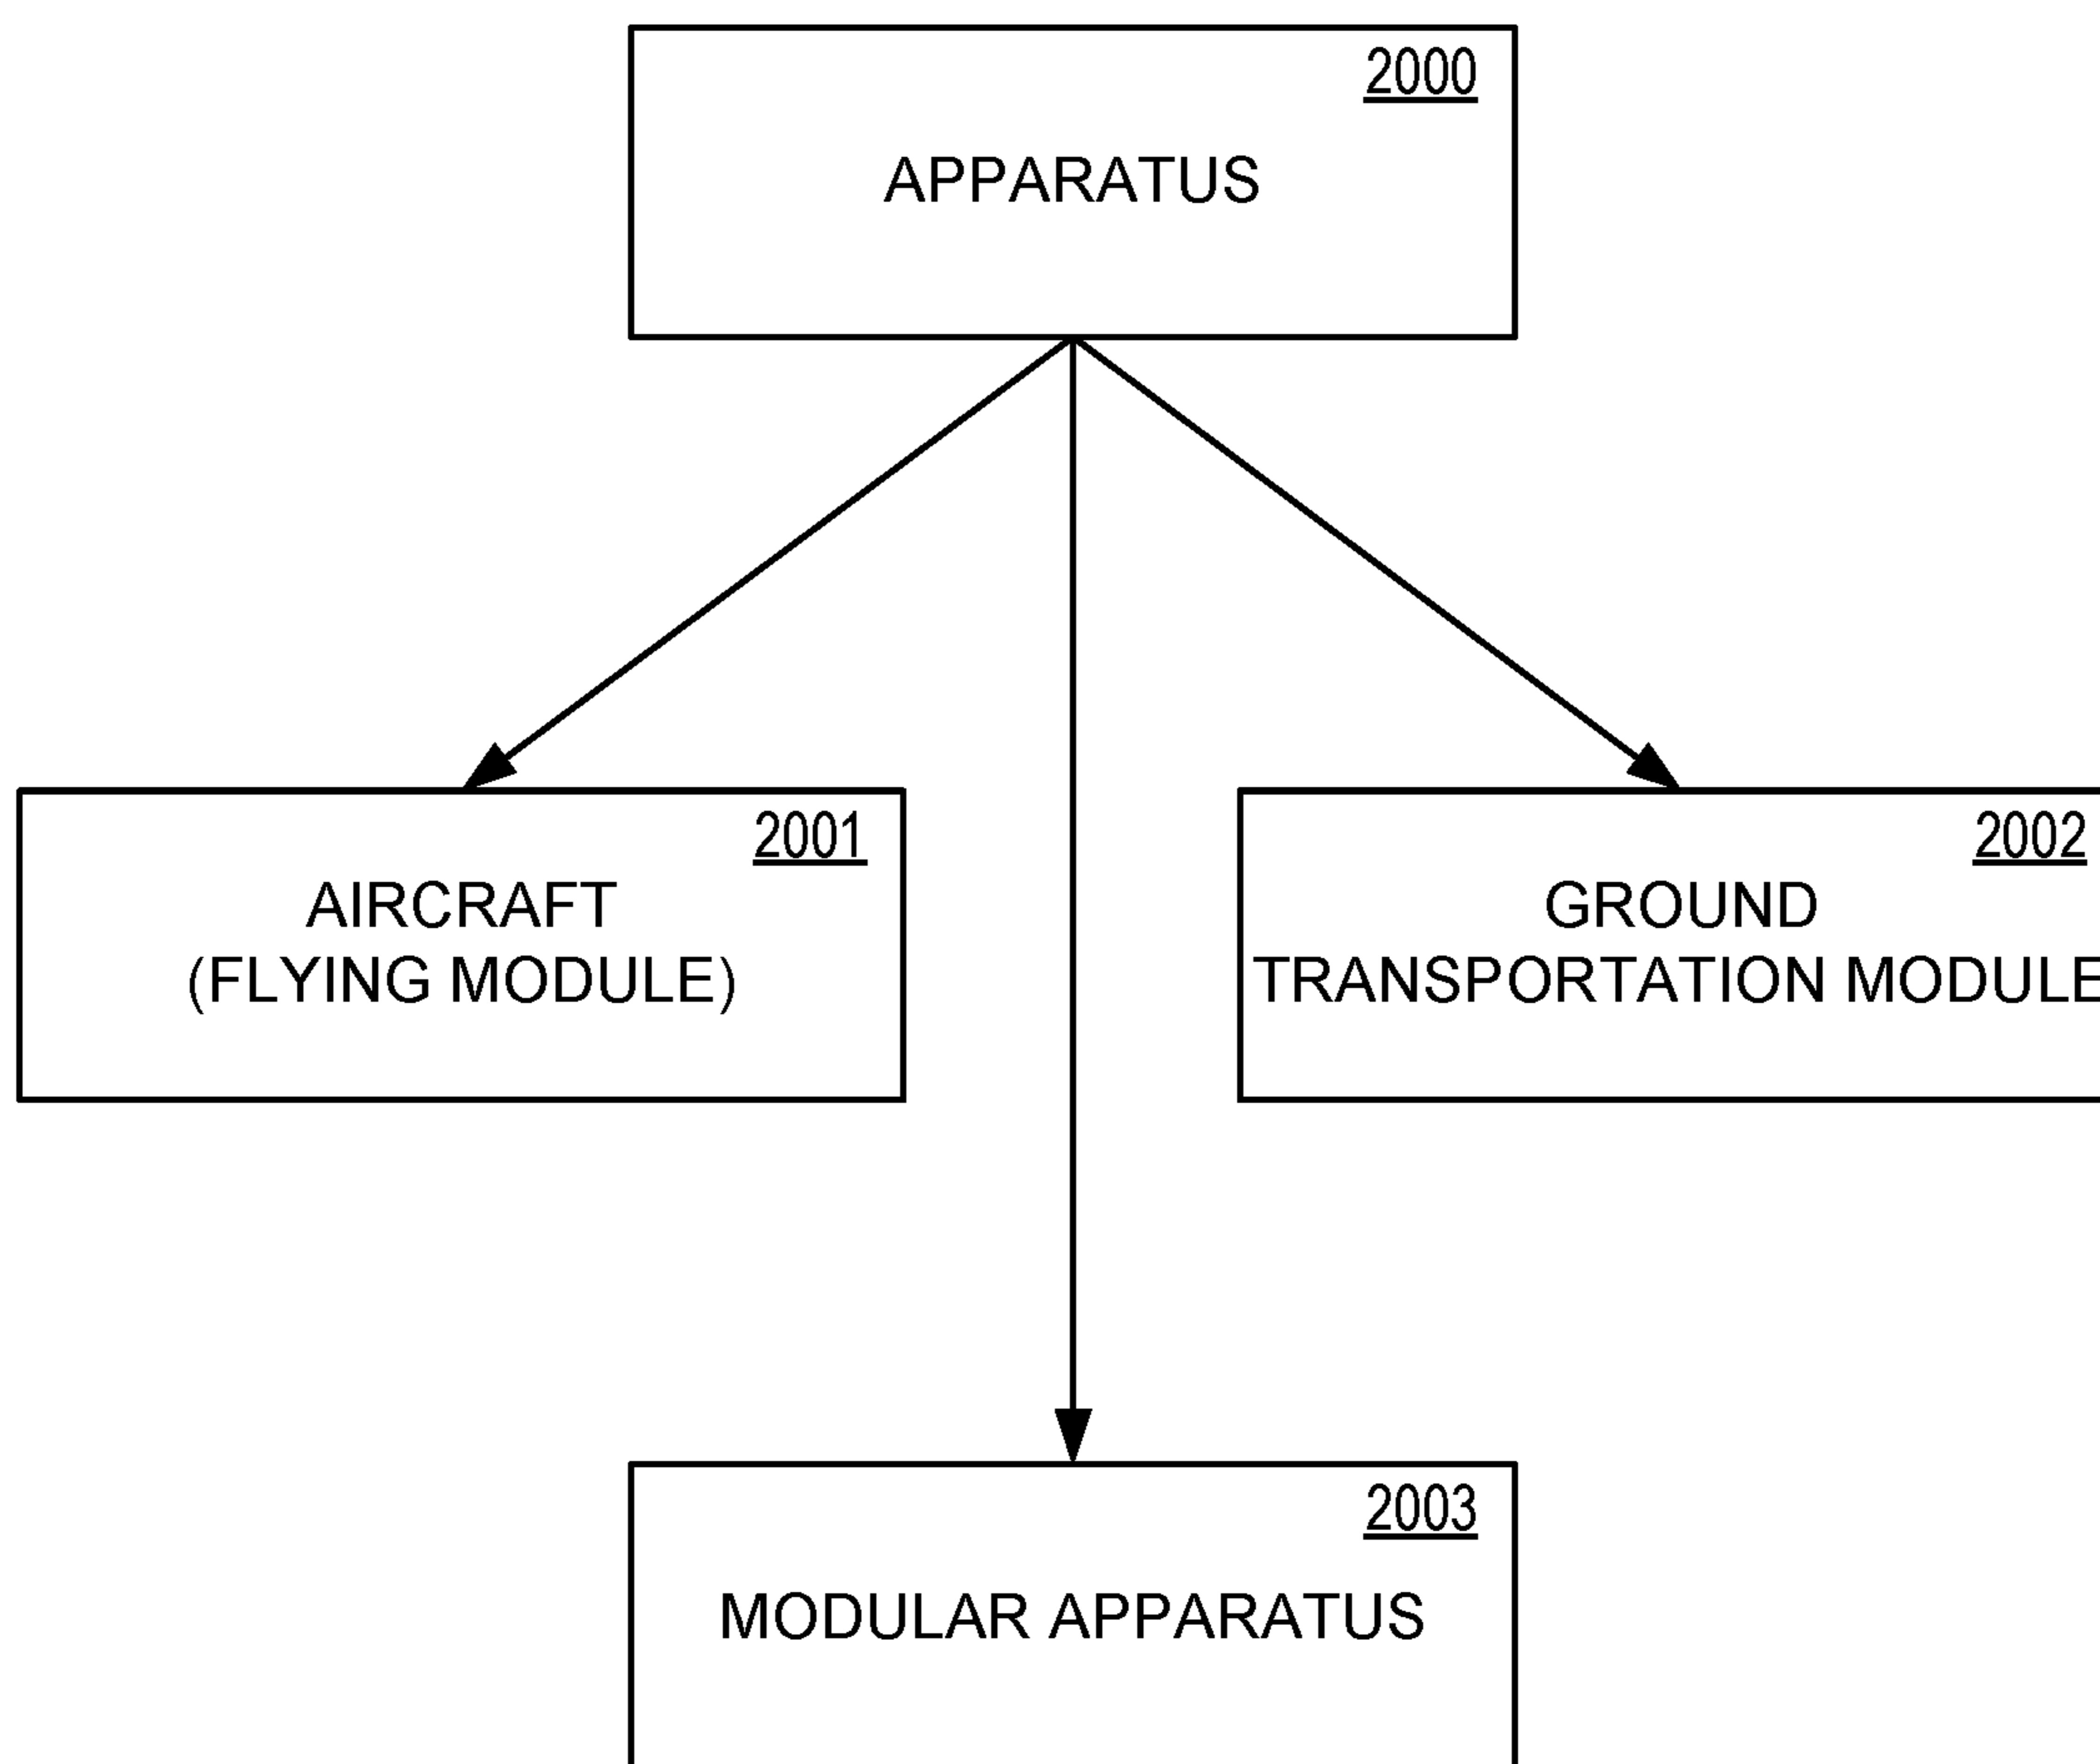 2000
APPARATUS
2001
AIRCRAFT
(FLYING MODULE)
2002
GROUND
TRANSPORTATION MODULE
2003
MODULAR APPARATUS